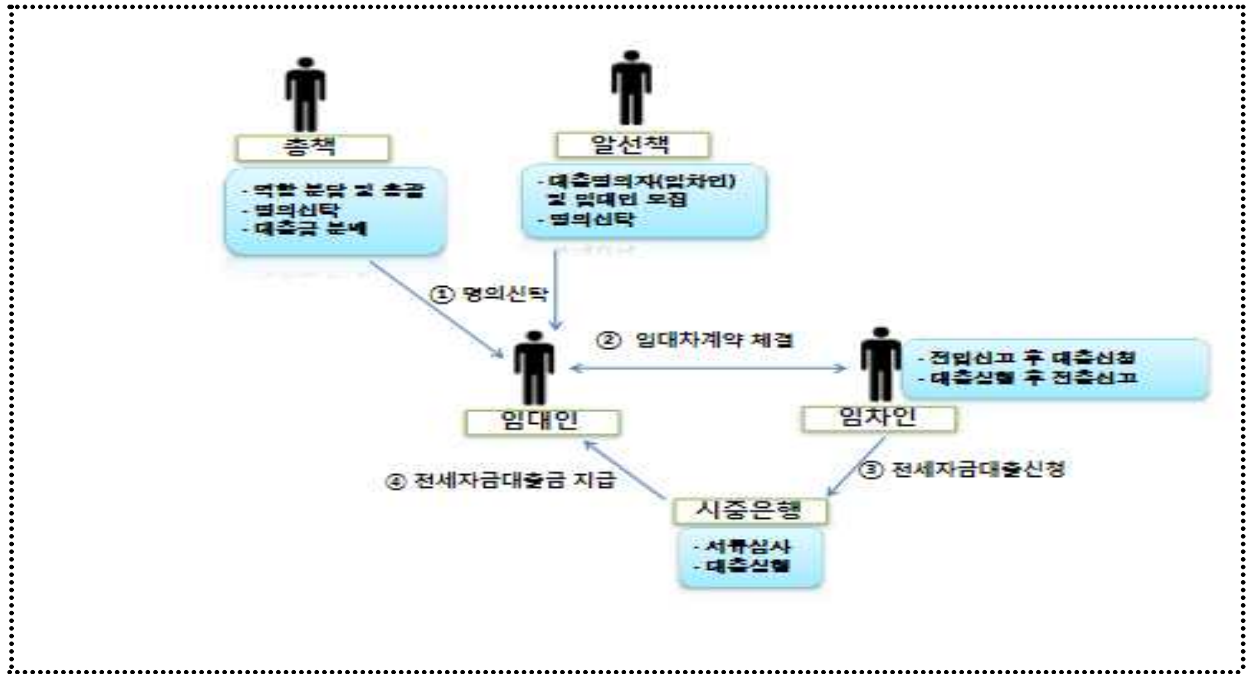 총책
알선책
- 역할 분담 및 총괄
- 명의신탁
- 대출금 분배
- 대출명의자(임차인)
및 임대인 모집
- 명의신탁
① 명의신탁
② 임대차계약 체결
- 전입신고 후 대출신청
- 대출실행 후 전출신고
임대인
임차인
④ 전세자금대출금 지급
③ 전세자금대출신청
시중은행
- 서류심사
- 대출실행